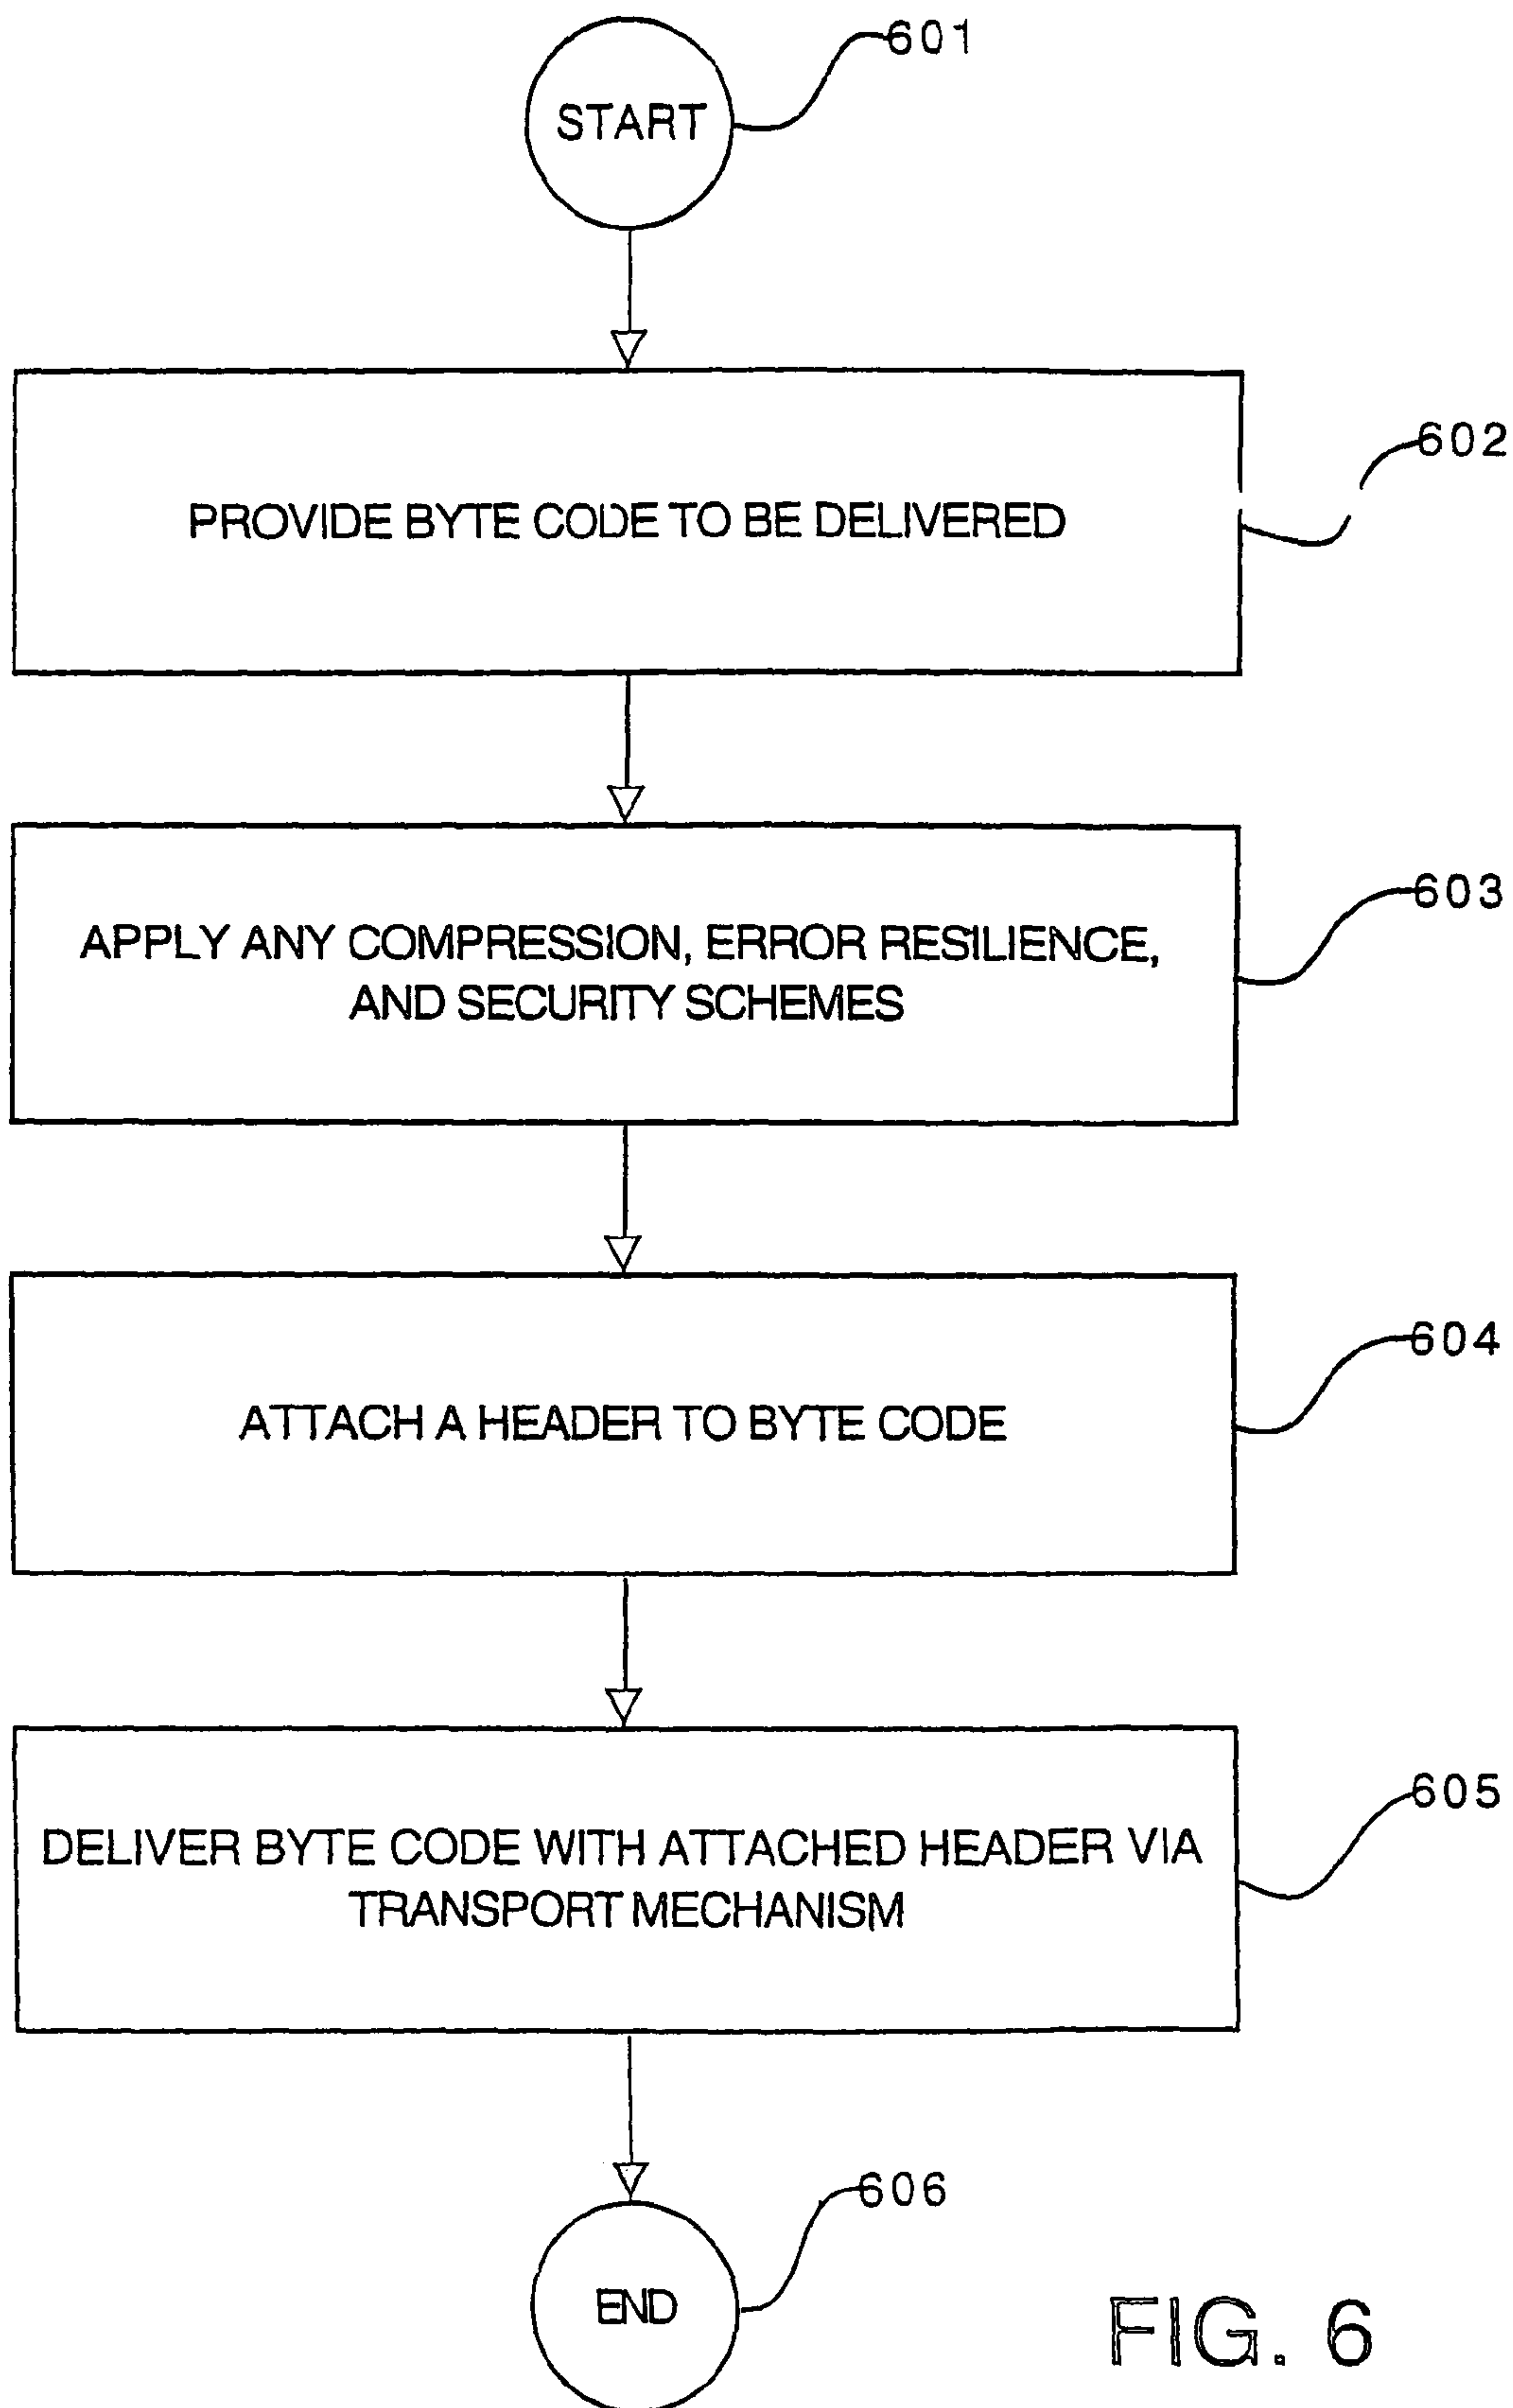 601
START
602
PROVIDE BYTE CODE TO BE DELIVERED
603
APPLY ANY COMPRESSION, ERROR RESILIENCE,
AND SECURITY SCHEMES
604
ATTACH A HEADER TO BYTE CODE
605
DELIVER BYTE CODE WITH ATTACHED HEADER VIA
TRANSPORT MECHANISM
606
END
FIG. 6